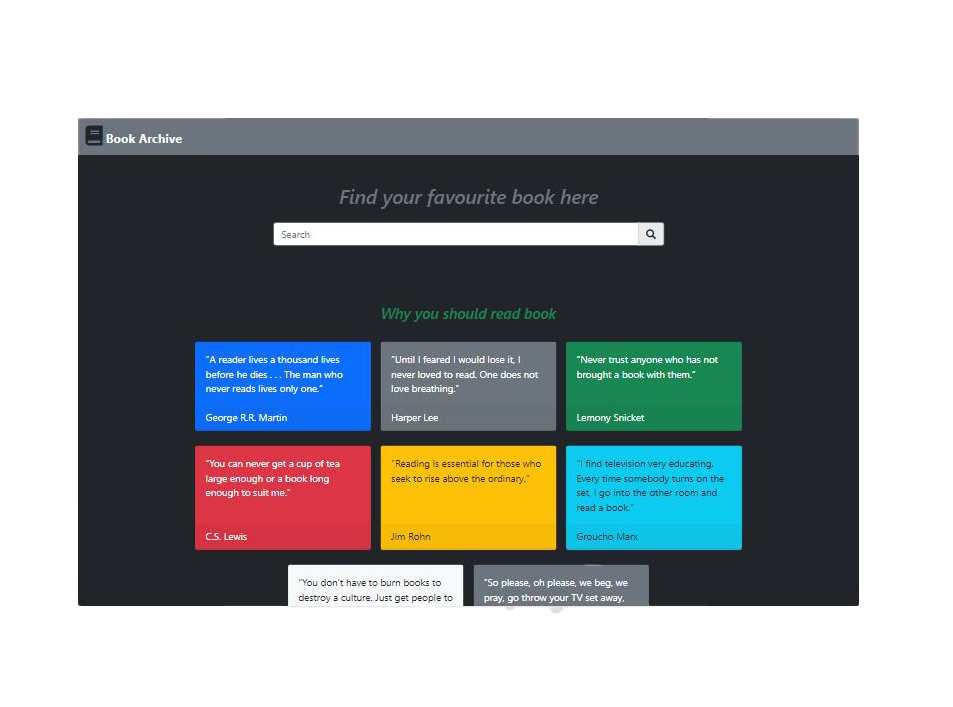 Book Archive
Find your favourite book here
Search
Why you should read book
"A reader lives a thousand lives
before he dies . . . The man who
never reads lives only one."
George R.R. Martin
"Until I feared I would lose it, I
never loved to read. One does not
love breathing."
Harper Lee
"Never trust anyone who has not
brought a book with them."
Lemony Snicket
"You can never get a cup of tea
large enough or a book long
enough to suit me."
C.S. Lewis
"Reading is essential for those who
seek to rise above the ordinary."
Jim Rohn
"I find television very educating.
Every time somebody turns on the
set, I go into the other room and
read a book."
Groucho Marx
"You don't have to burn books to
destroy a culture. Just get people to
"So please, oh please, we beg, we
pray, go throw your TV set away,